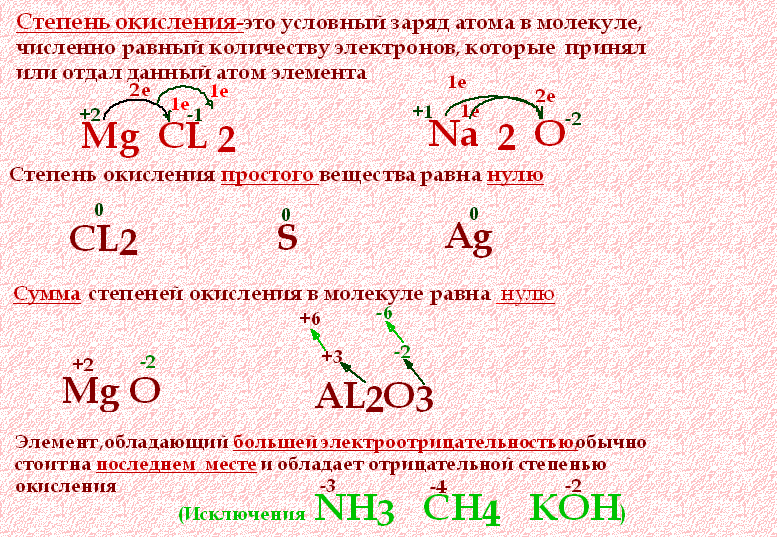 Степень окисления-это условный заряд атома в молекуле,
численно равный количеству электронов, которые принял
или отдал данный атом элемента
2e 1e 1e 1e 2e
+2 1e -1 +1 1e -2
Mg CL 2 Na 2 O
Степень окисления простого вещества равна нулю
0 0 0
CL2 S Ag
Сумма степеней окисления в молекуле равна нулю
+6 -6
+2 -2 +3 -2
Mg O AL2O3
Элемент,обладающий большей электроотрицательностью,обычно
стоитна последнем месте и обладает отрицательной степенью
окисления
-3 -4 -2
(Исключения NH3 CH4 KOH)